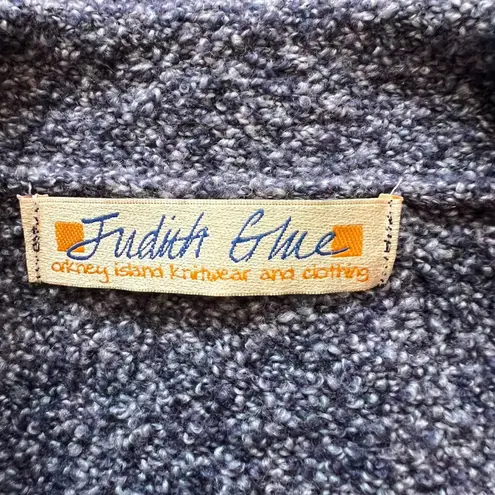 Judith Glue
orkney island knitwear and clothing